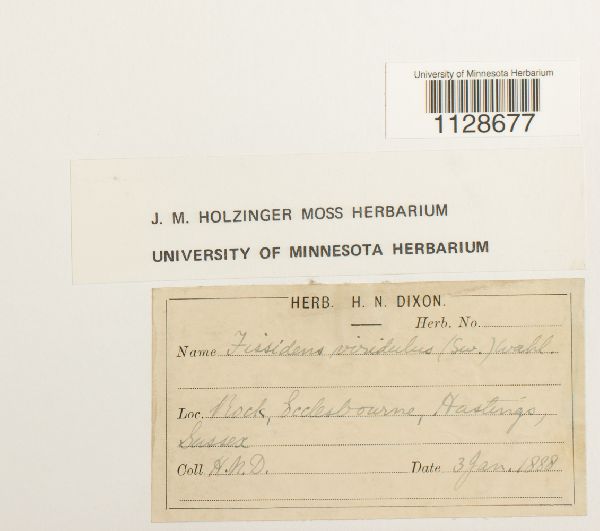 University of Minnesota Herbarium
1128677
J. M. HOLZINGER MOSS HERBARIUM
UNIVERSITY OF MINNESOTA HERBARIUM
HERB. H. N. DIXON.
Herb. No.
Name Fissidens viridulus (Sw.) Wahl.
Loc. Rock, Ecclesbourne, Hastings,
Sussex
Coll H.N.D. Date 3 Jan. 1888